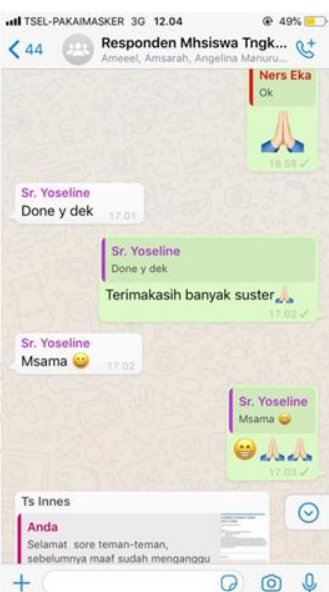 TSEL-PAKAIMASKER 3G 12.04 49%
44 Responden Mhsiswa Tngk...
Ameeel, Amsarah, Angelina Manuru...
Ners Eka
Ok
🙏
16.58
Sr. Yoseline
Done y dek
17.01
Sr. Yoseline
Done y dek
Terimakasih banyak suster🙏
17.02
Sr. Yoseline
Msama 😀
17.02
Sr. Yoseline
Msama 😀
😁🙏🙏
17.03
Ts Innes
Anda
Selamat sore teman-teman,
sebelumnya maaf sudah menganggu